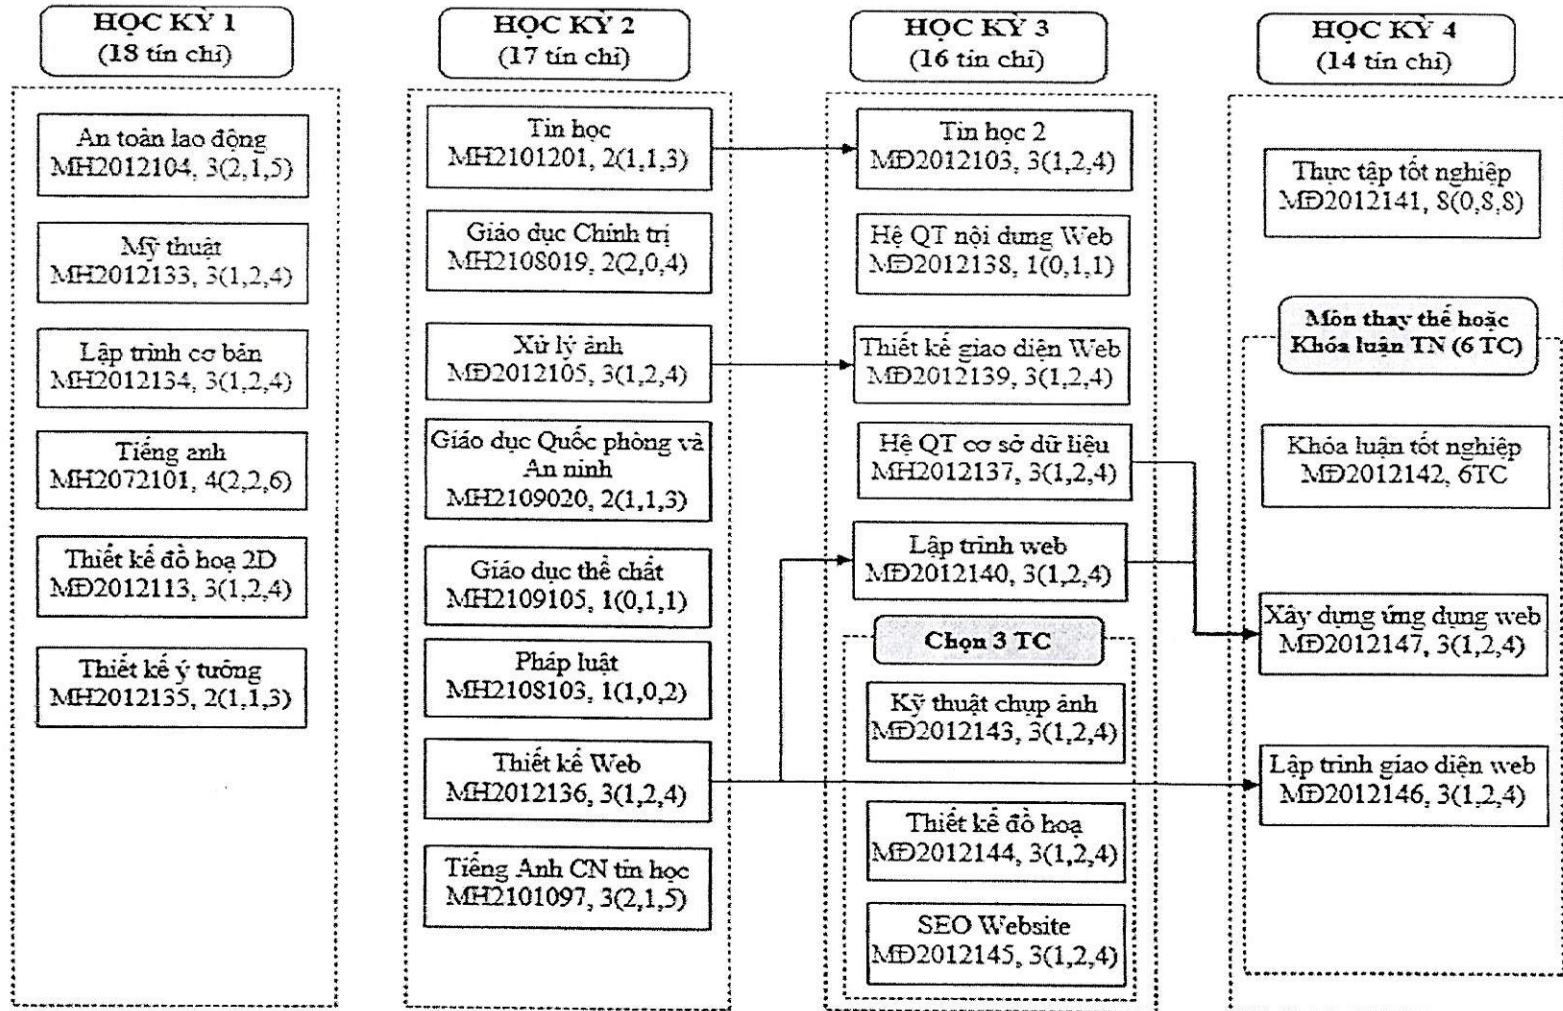 HỌC KỲ 1
(18 tín chỉ)
An toàn lao động
MH2012104, 3(2,1,5)
Mỹ thuật
MH2012133, 3(1,2,4)
Lập trình cơ bản
MH2012134, 3(1,2,4)
Tiếng anh
MH2072101, 4(2,2,6)
Thiết kế đồ hoạ 2D
MĐ2012113, 3(1,2,4)
Thiết kế ý tưởng
MH2012135, 2(1,1,3)
HỌC KỲ 2
(17 tín chỉ)
Tin học
MH2101201, 2(1,1,3)
Giáo dục Chính trị
MH2108019, 2(2,0,4)
Xử lý ảnh
MĐ2012105, 3(1,2,4)
Giáo dục Quốc phòng và
An ninh
MH2109020, 2(1,1,3)
Giáo dục thể chất
MH2109105, 1(0,1,1)
Pháp luật
MH2108103, 1(1,0,2)
Thiết kế Web
MH2012136, 3(1,2,4)
Tiếng Anh CN tin học
MH2101097, 3(2,1,5)
HỌC KỲ 3
(16 tín chỉ)
Tin học 2
MĐ2012103, 3(1,2,4)
Hệ QT nội dung Web
MĐ2012138, 1(0,1,1)
Thiết kế giao diện Web
MĐ2012139, 3(1,2,4)
Hệ QT cơ sở dữ liệu
MH2012137, 3(1,2,4)
Lập trình web
MĐ2012140, 3(1,2,4)
Chọn 3 TC
Kỹ thuật chụp ảnh
MĐ2012143, 3(1,2,4)
Thiết kế đồ hoạ
MĐ2012144, 3(1,2,4)
SEO Website
MĐ2012145, 3(1,2,4)
HỌC KỲ 4
(14 tín chỉ)
Thực tập tốt nghiệp
MĐ2012141, 8(0,8,8)
Môn thay thế hoặc
Khóa luận TN (6 TC)
Khóa luận tốt nghiệp
MĐ2012142, 6TC
Xây dựng ứng dụng web
MĐ2012147, 3(1,2,4)
Lập trình giao diện web
MĐ2012146, 3(1,2,4)